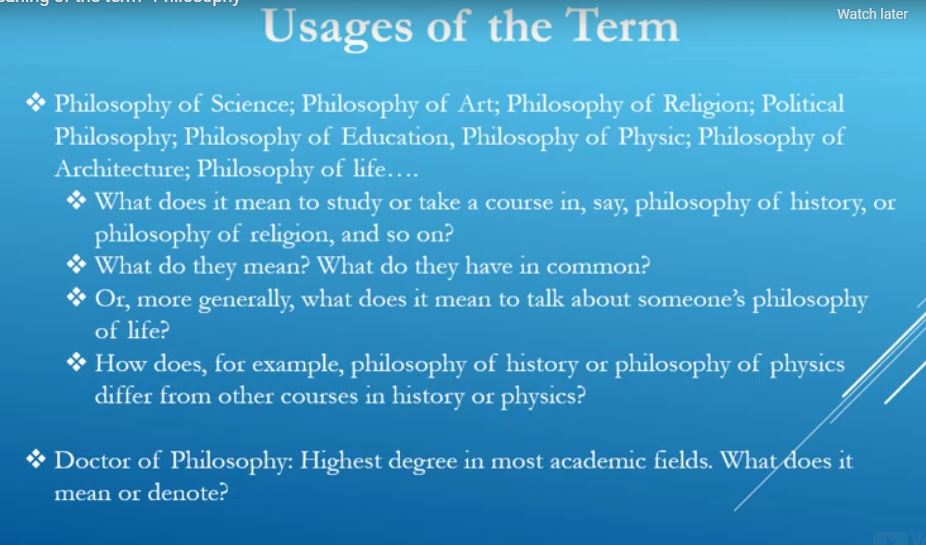 of the term "Philosophy"
Watch later
Usages of the Term
❖ Philosophy of Science; Philosophy of Art; Philosophy of Religion; Political
Philosophy; Philosophy of Education, Philosophy of Physic; Philosophy of
Architecture; Philosophy of life….
❖ What does it mean to study or take a course in, say, philosophy of history, or
philosophy of religion, and so on?
❖ What do they mean? What do they have in common?
❖ Or, more generally, what does it mean to talk about someone's philosophy
of life?
❖ How does, for example, philosophy of history or philosophy of physics
differ from other courses in history or physics?
❖ Doctor of Philosophy: Highest degree in most academic fields. What does it
mean or denote?